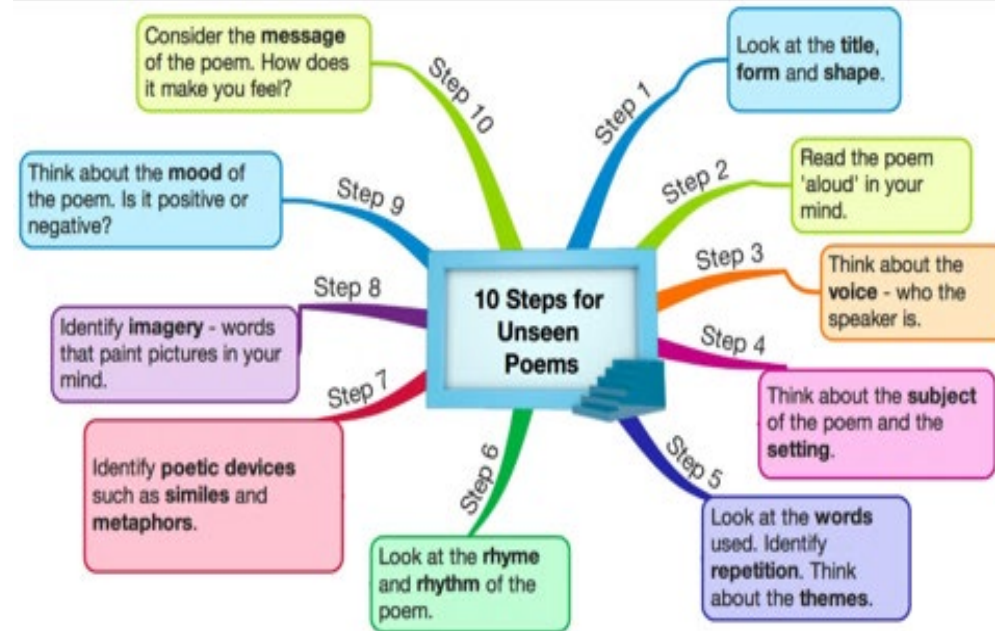 10 Steps for
Unseen
Poems
Step 1
Look at the title,
form and shape.
Step 2
Read the poem
'aloud' in your
mind.
Step 3
Think about the
voice - who the
speaker is.
Step 4
Think about the subject
of the poem and the
setting.
Step 5
Look at the words
used. Identify
repetition. Think
about the themes.
Step 6
Look at the rhyme
and rhythm of the
poem.
Step 7
Identify poetic devices
such as similes and
metaphors.
Step 8
Identify imagery - words
that paint pictures in your
mind.
Step 9
Think about the mood of
the poem. Is it positive or
negative?
Step 10
Consider the message
of the poem. How does
it make you feel?